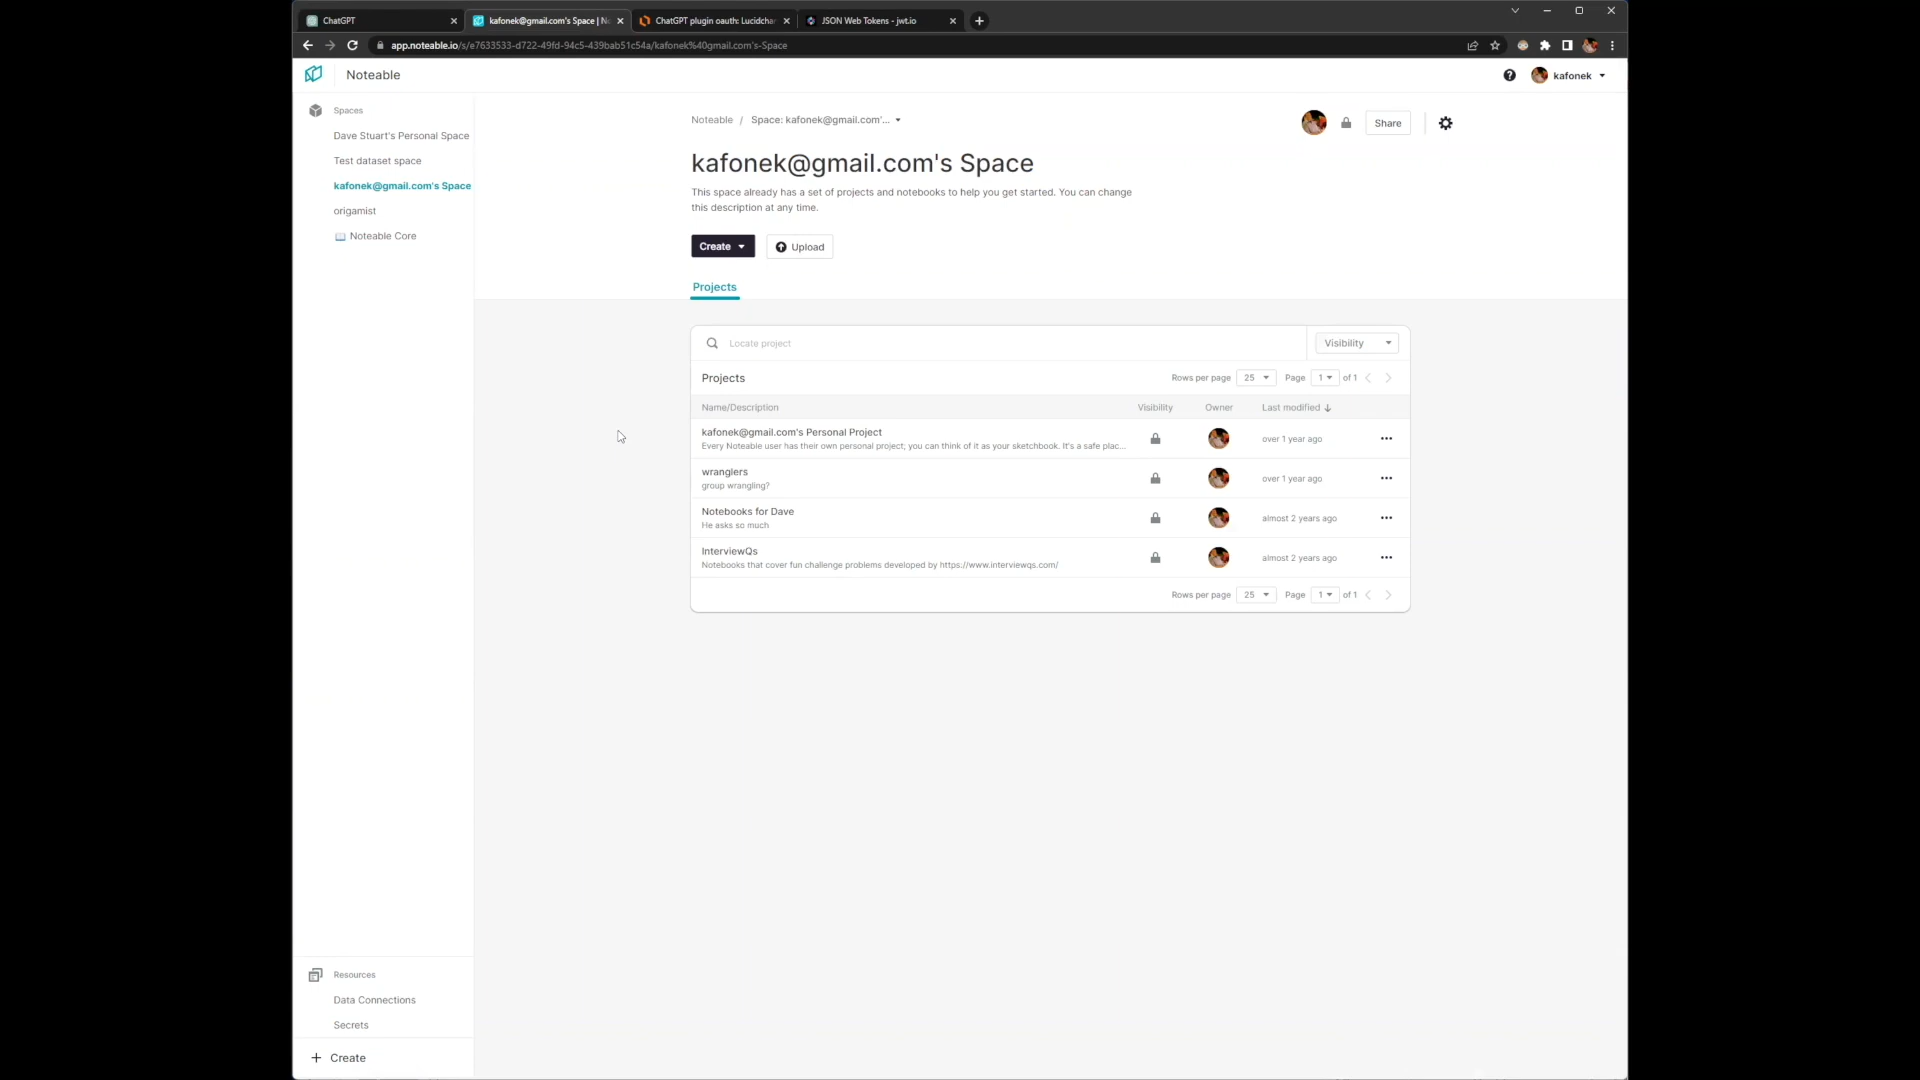 ChatGPT
kafonek@gmail.com's Space | N
ChatGPT plugin oauth: Lucidchar
JSON Web Tokens - jwt.io
app.noteable.io/s/e7633533-d722-49fd-94c5-439bab51c54a/kafonek%40gmail.com's-Space
Noteable
kafonek
Spaces
Dave Stuart's Personal Space
Test dataset space
kafonek@gmail.com's Space
origamist
Noteable Core
Noteable / Space: kafonek@gmail.com'...
Share
kafonek@gmail.com's Space
This space already has a set of projects and notebooks to help you get started. You can change
this description at any time.
Create
Upload
Projects
Locate project
Visibility
Projects
Rows per page 25 Page 1 of 1
Name/Description Visibility Owner Last modified
kafonek@gmail.com's Personal Project
Every Noteable user has their own personal project; you can think of it as your sketchbook. It's a safe plac...
over 1 year ago
wranglers
group wrangling?
over 1 year ago
Notebooks for Dave
He asks so much
almost 2 years ago
InterviewQs
Notebooks that cover fun challenge problems developed by https://www.interviewqs.com/
almost 2 years ago
Rows per page 25 Page 1 of 1
Resources
Data Connections
Secrets
Create